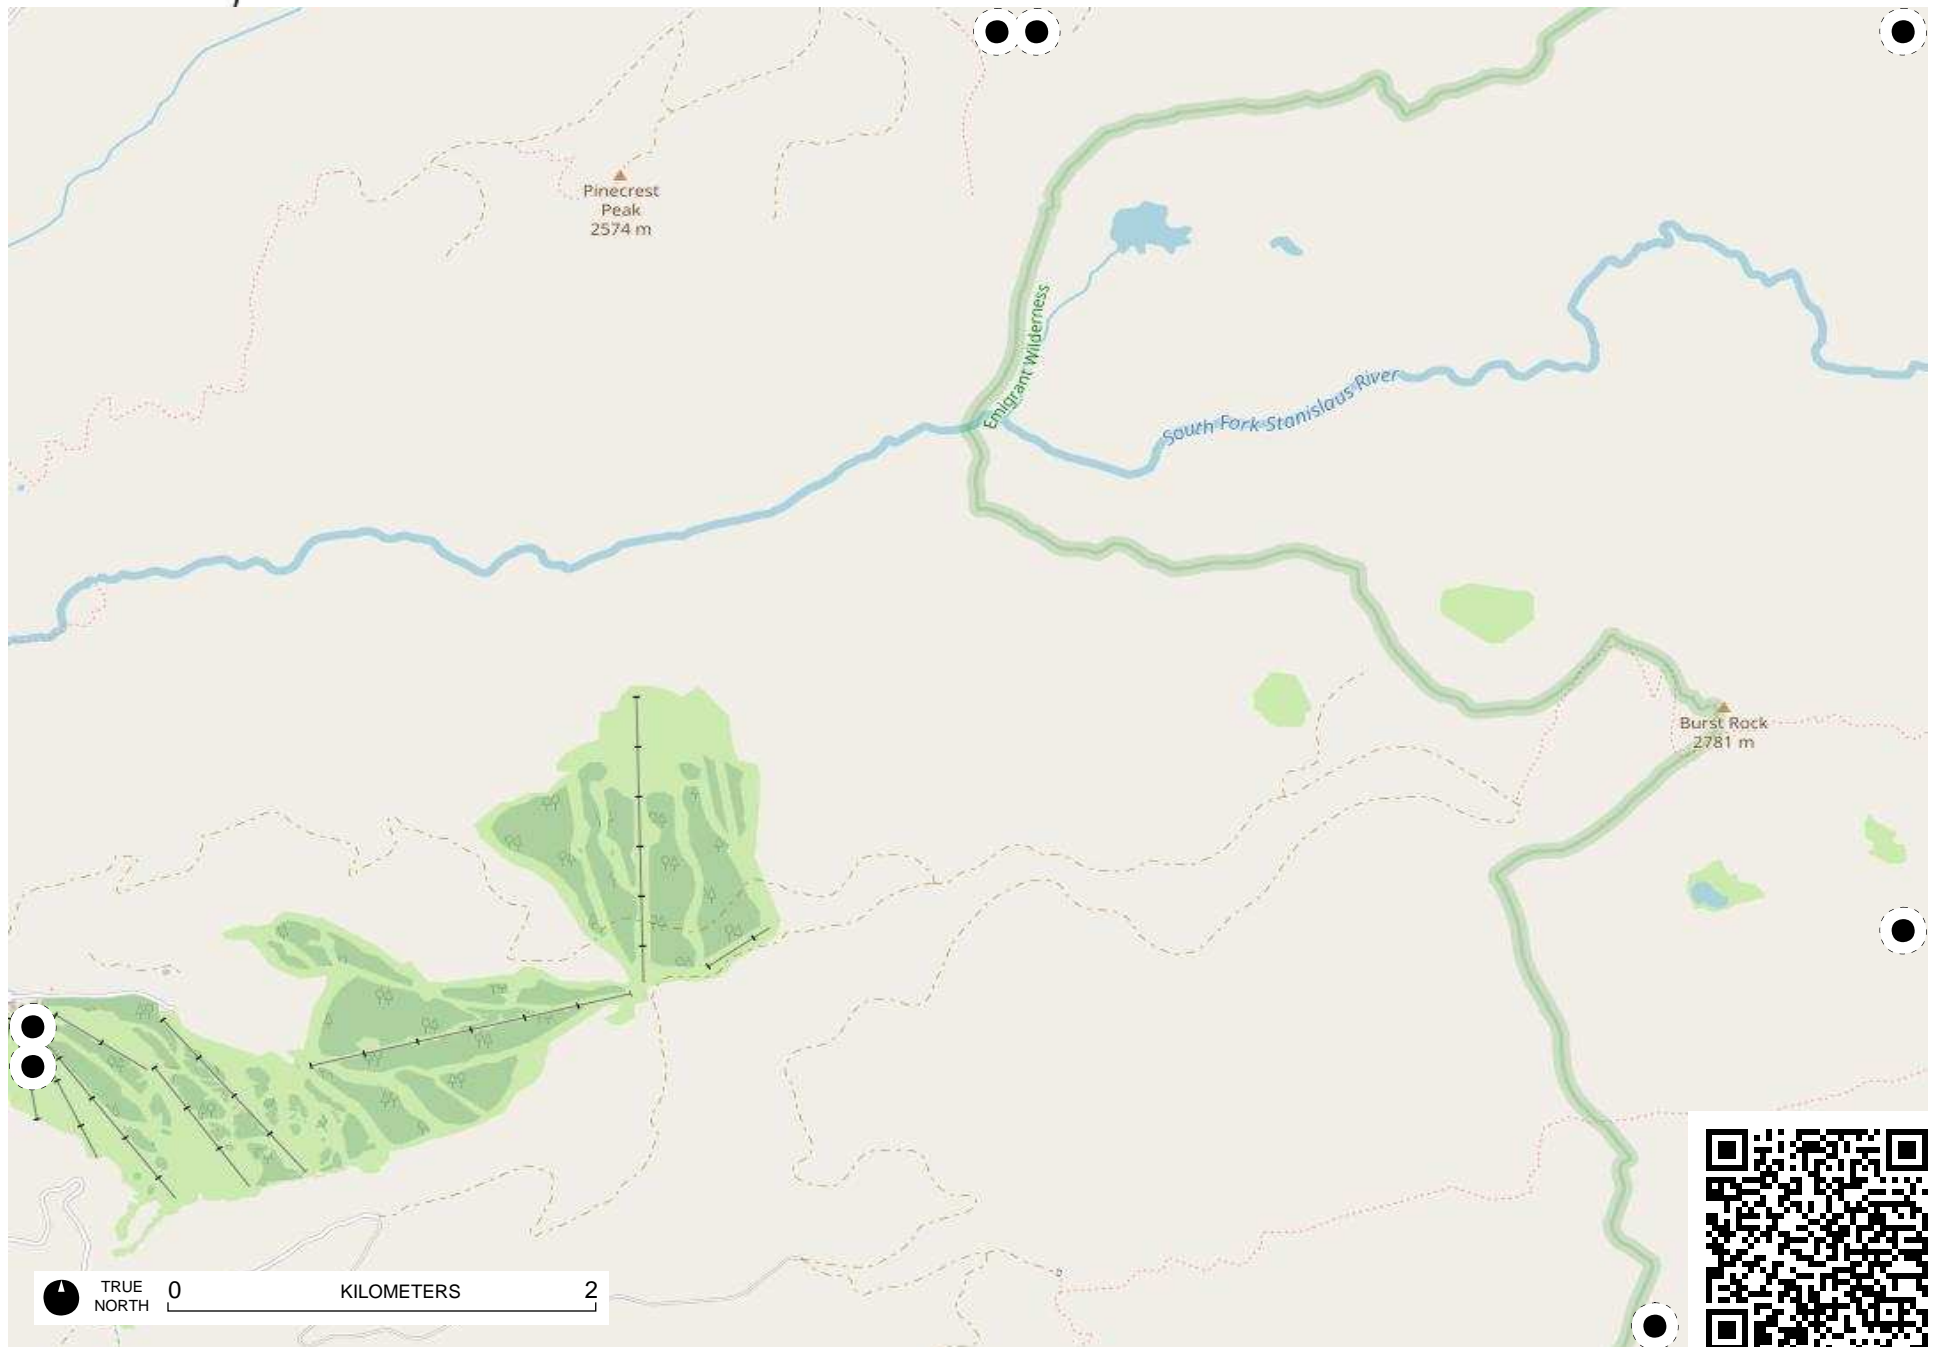 Pinecrest
Peak
2574 m
Emigrant Wilderness
South Fork Stanislaus River
Burst Rock
2781 m
TRUE
NORTH
0
KILOMETERS
2